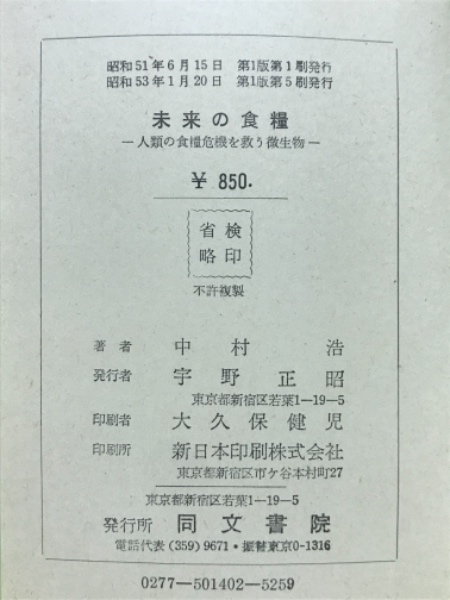 昭和51年6月15日 第1版第1刷発行
昭和53年1月20日 第1版第5刷発行
未来の食糧
—人類の食糧危機を救う微生物—
¥ 850.
検印
省略
不許複製
著者 中村 浩
発行者 宇野正昭
東京都新宿区若葉1—19—5
印刷者 大久保健児
印刷所 新日本印刷株式会社
東京都新宿区市ケ谷本村町27
東京都新宿区若葉1—19—5
発行所 同文書院
電話代表(359)9671・振替東京0-1316
0277—501402—5259